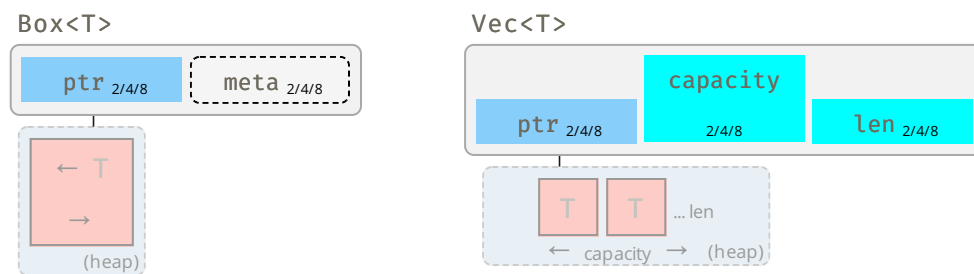 Box<T>
ptr 2/4/8
meta 2/4/8
← T
→
(heap)
Vec<T>
ptr 2/4/8
capacity
2/4/8
len 2/4/8
T T ... len
← capacity → (heap)